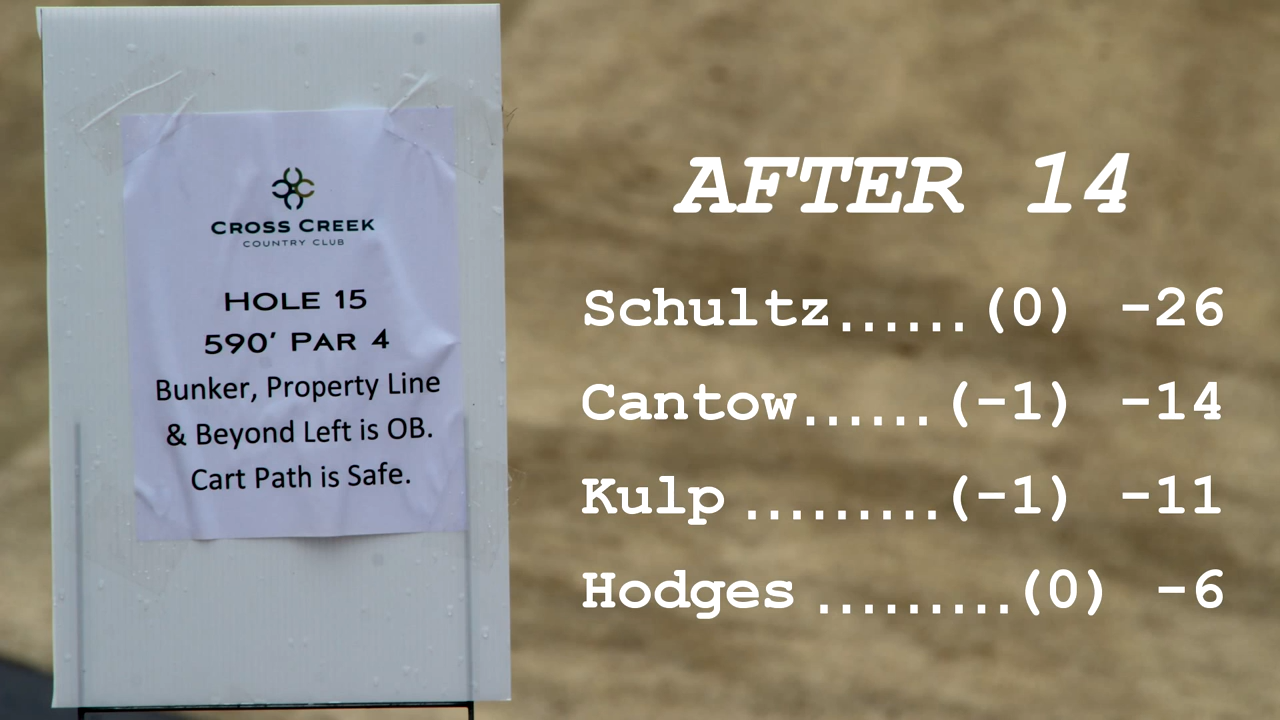 CROSS CREEK
COUNTRY CLUB
HOLE 15
590' PAR 4
Bunker, Property Line
& Beyond Left is OB.
Cart Path is Safe.
AFTER 14
Schultz......(0) -26
Cantow......(-1) -14
Kulp .........(-1) -11
Hodges .........(0) -6